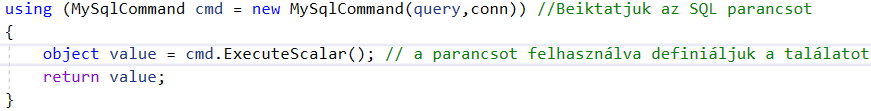 using (MySqlCommand cmd = new MySqlCommand(query,conn)) //Beiktatjuk az SQL parancsot
{
object value = cmd.ExecuteScalar(); // a parancsot felhasználva definiáljuk a találatot
return value;
}